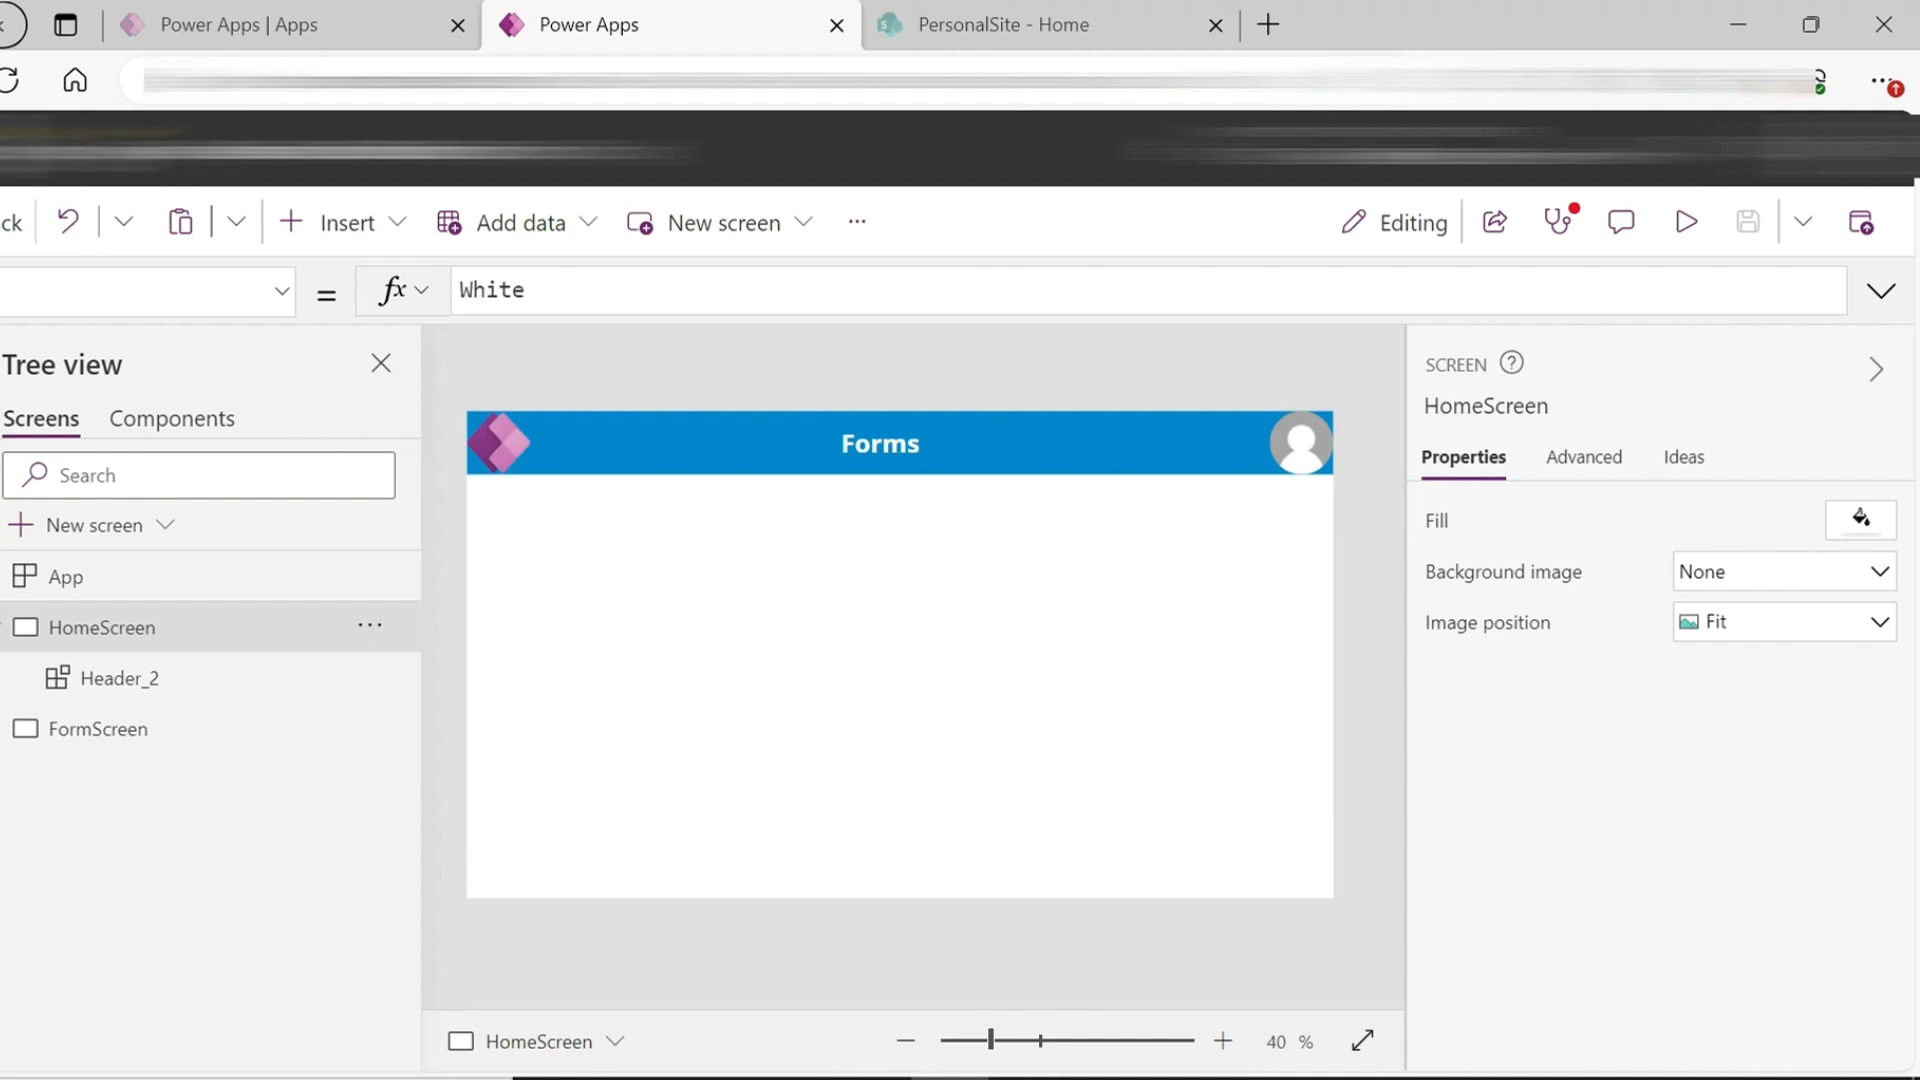 Power Apps | Apps
Power Apps
PersonalSite - Home
ck
Insert
Add data
New screen
Editing
=
fx
White
Tree view
Screens
Components
Search
New screen
App
HomeScreen
Header_2
FormScreen
Forms
SCREEN
HomeScreen
Properties
Advanced
Ideas
Fill
Background image
None
Image position
Fit
HomeScreen
40 %